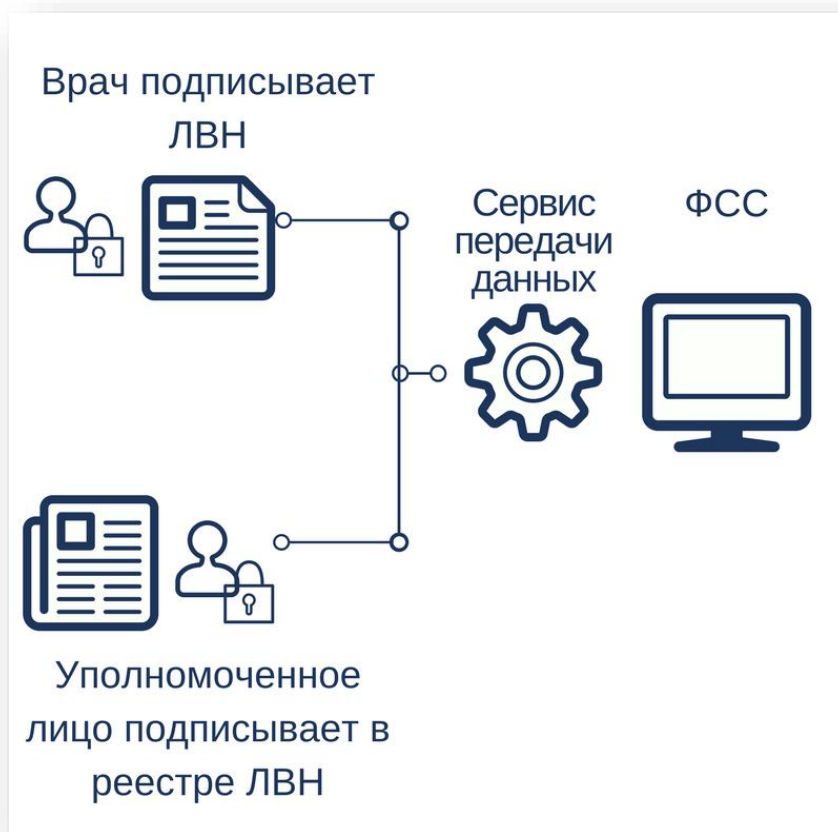 Врач подписывает
ЛВН
Сервис
передачи
данных
ФСС
Уполномоченное
лицо подписывает в
реестре ЛВН